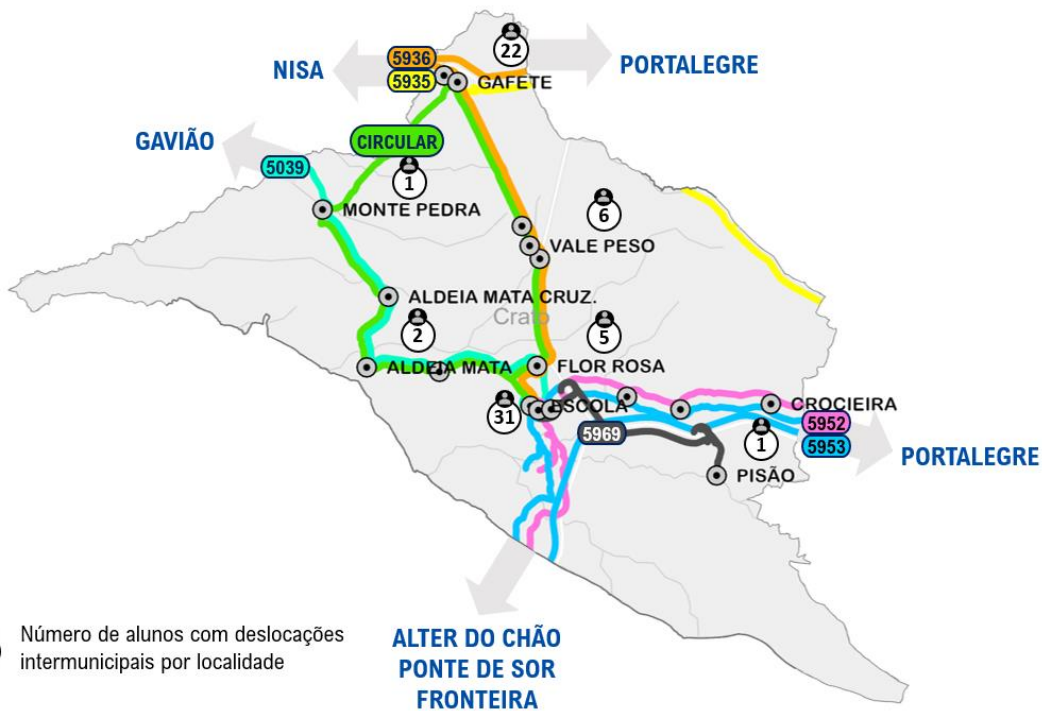 22
5936
PORTALEGRE
NISA
5935
GAFETE
GAVIÃO
CIRCULAR
5039
1
6
MONTE PEDRA
VALE PESO
ALDEIA MATA CRUZ.
Crato
2
5
ALDEIA MATA
FLOR ROSA
CROCIEIRA
31
ESCOLA
5952
5969
1
5953
PORTALEGRE
PISÃO
Número de alunos com deslocações
intermunicipais por localidade
ALTER DO CHÃO
PONTE DE SOR
FRONTEIRA